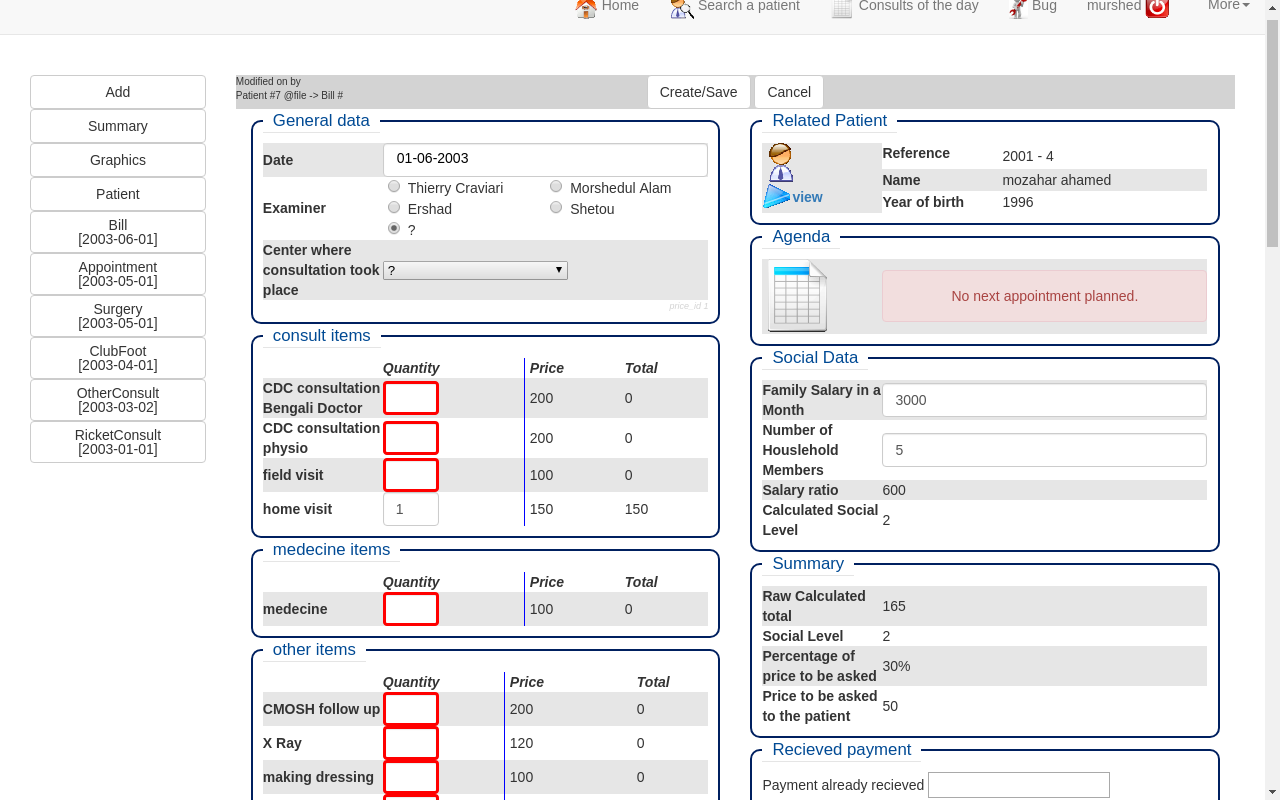 Home Search a patient Consults of the day Bug murshed More
Add
Summary
Graphics
Patient
Bill
[2003-06-01]
Appointment
[2003-05-01]
Surgery
[2003-05-01]
ClubFoot
[2003-04-01]
OtherConsult
[2003-03-02]
RicketConsult
[2003-01-01]
Modified on by
Patient #7 @file -> Bill #
Create/Save Cancel
General data
Date 01-06-2003
Examiner
Thierry Craviari Morshedul Alam
Ershad Shetou
?
Center where
consultation took
place
?
price_id 1
consult items
Quantity Price Total
CDC consultation
Bengali Doctor
200 0
CDC consultation
physio
200 0
field visit 100 0
home visit 1 150 150
medecine items
Quantity Price Total
medecine 100 0
other items
Quantity Price Total
CMOSH follow up 200 0
X Ray 120 0
making dressing 100 0
Related Patient
view
Reference 2001 - 4
Name mozahar ahamed
Year of birth 1996
Agenda
No next appointment planned.
Social Data
Family Salary in a
Month
3000
Number of
Houslehold
Members
5
Salary ratio 600
Calculated Social
Level
2
Summary
Raw Calculated
total
165
Social Level 2
Percentage of
price to be asked
30%
Price to be asked
to the patient
50
Recieved payment
Payment already recieved